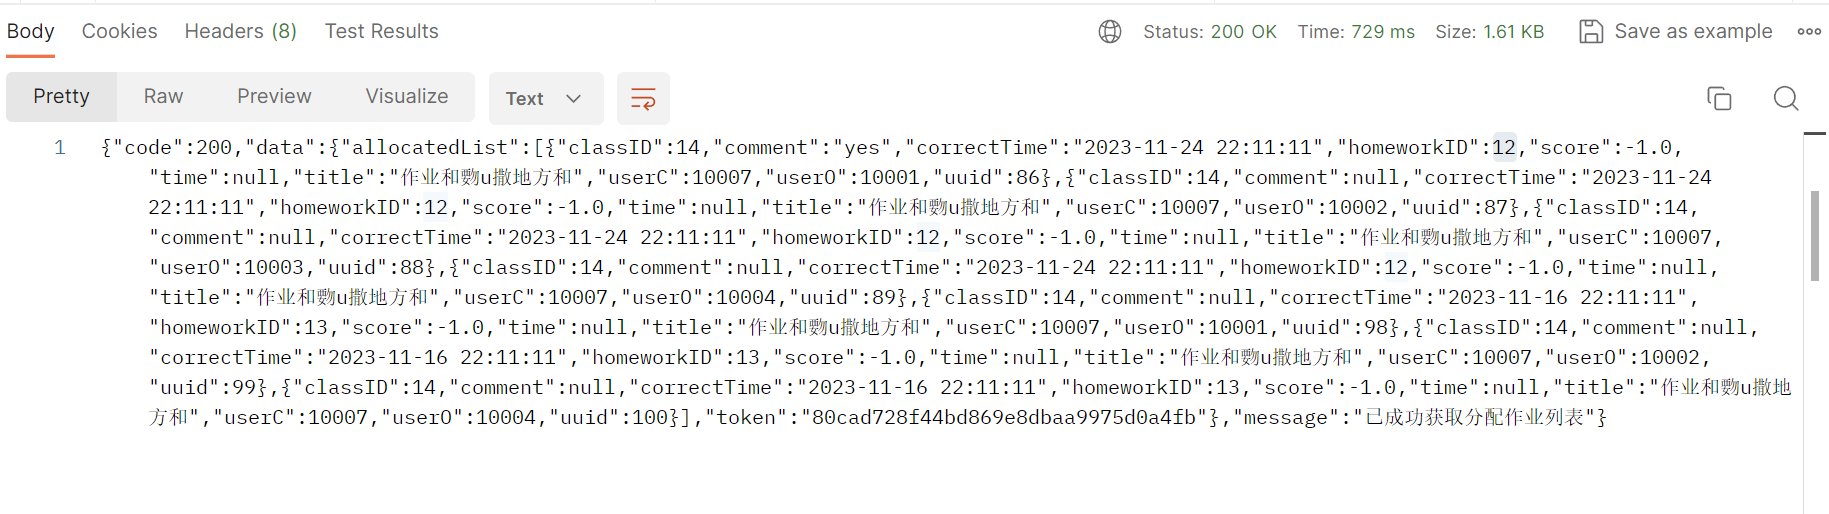 Body Cookies Headers (8) Test Results Status: 200 OK Time: 729 ms Size: 1.61 KB Save as example
Pretty Raw Preview Visualize Text
1 {"code":200,"data":{"allocatedList":[{"classID":14,"comment":"yes","correctTime":"2023-11-24 22:11:11","homeworkID":12,"score":-1.0,
"time":null,"title":"作业和覅u撒地方和","userC":10007,"userO":10001,"uuid":86},{"classID":14,"comment":null,"correctTime":"2023-11-24
22:11:11","homeworkID":12,"score":-1.0,"time":null,"title":"作业和覅u撒地方和","userC":10007,"userO":10002,"uuid":87},{"classID":14,
"comment":null,"correctTime":"2023-11-24 22:11:11","homeworkID":12,"score":-1.0,"time":null,"title":"作业和覅u撒地方和","userC":10007,
"userO":10003,"uuid":88},{"classID":14,"comment":null,"correctTime":"2023-11-24 22:11:11","homeworkID":12,"score":-1.0,"time":null,
"title":"作业和覅u撒地方和","userC":10007,"userO":10004,"uuid":89},{"classID":14,"comment":null,"correctTime":"2023-11-16 22:11:11",
"homeworkID":13,"score":-1.0,"time":null,"title":"作业和覅u撒地方和","userC":10007,"userO":10001,"uuid":98},{"classID":14,"comment":null,
"correctTime":"2023-11-16 22:11:11","homeworkID":13,"score":-1.0,"time":null,"title":"作业和覅u撒地方和","userC":10007,"userO":10002,
"uuid":99},{"classID":14,"comment":null,"correctTime":"2023-11-16 22:11:11","homeworkID":13,"score":-1.0,"time":null,"title":"作业和覅u撒地
方和","userC":10007,"userO":10004,"uuid":100}],"token":"80cad728f44bd869e8dbaa9975d0a4fb"},"message":"已成功获取分配作业列表"}